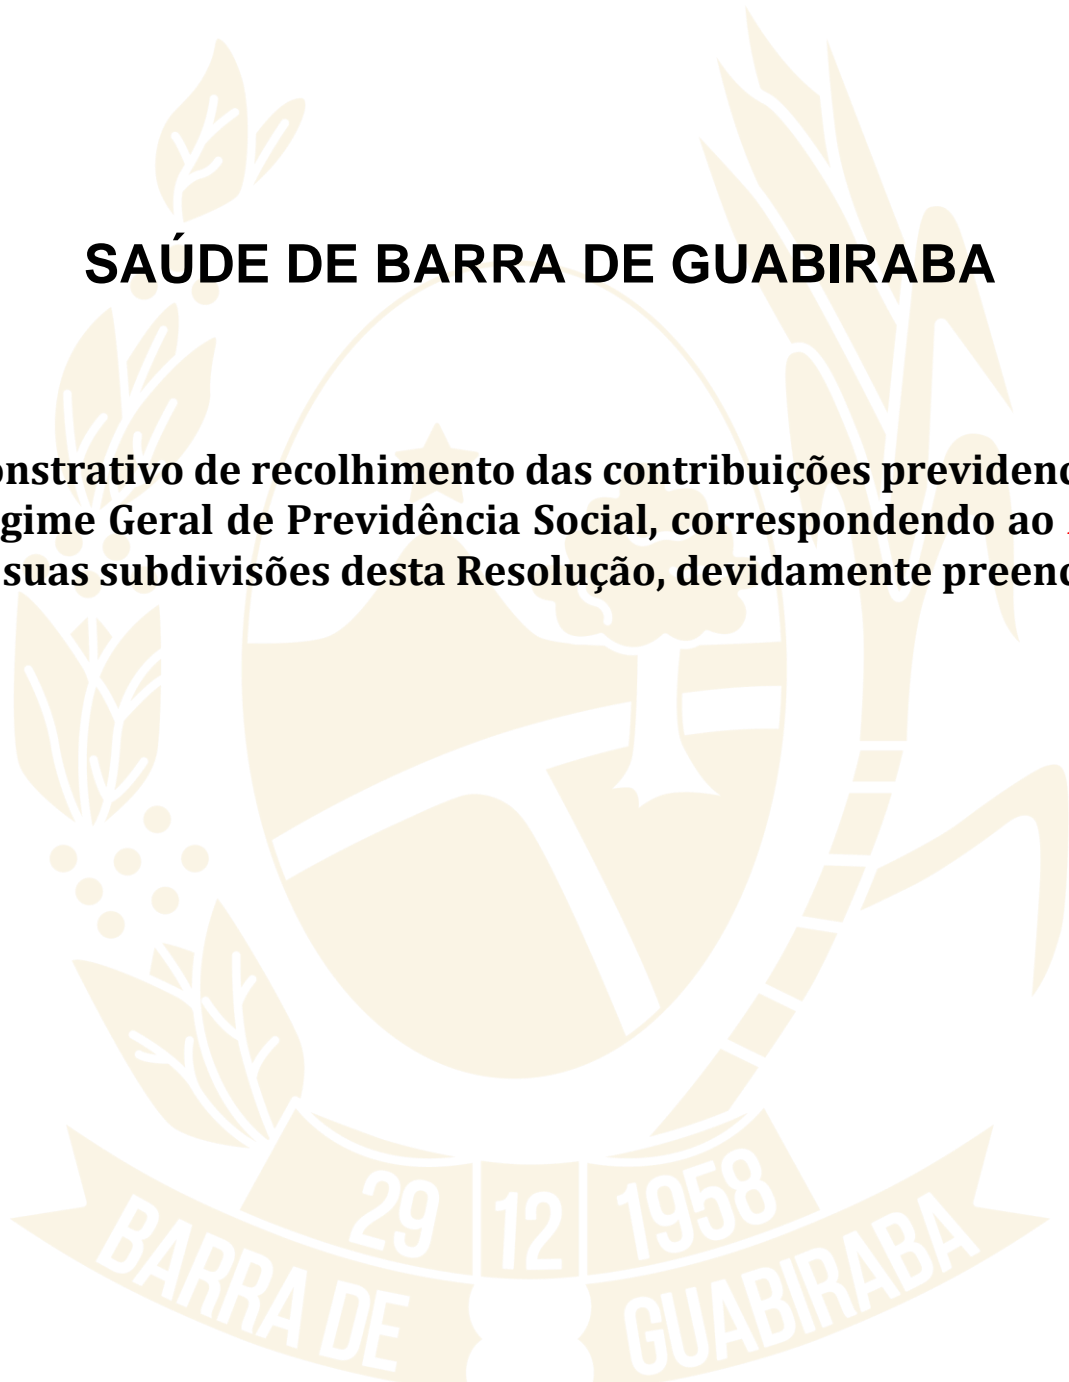 SAÚDE DE BARRA DE GUABIRABA
onstrativo de recolhimento das contribuições previdenc
gime Geral de Previdência Social, correspondendo ao
suas subdivisões desta Resolução, devidamente preenc
29 12 1958
BARRA DE GUABIRABA